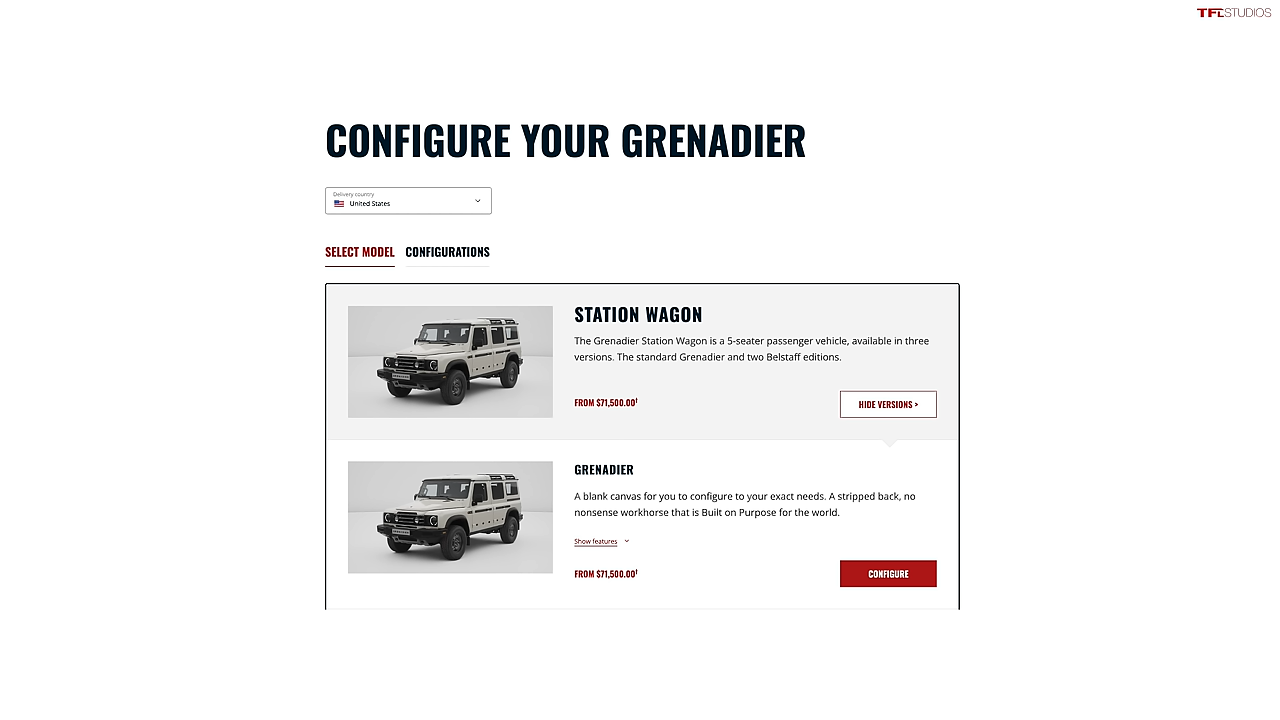 TFLSTUDIOS
CONFIGURE YOUR GRENADIER
Delivery country
United States
SELECT MODEL CONFIGURATIONS
STATION WAGON
The Grenadier Station Wagon is a 5-seater passenger vehicle, available in three
versions. The standard Grenadier and two Belstaff editions.
FROM $71,500.00†
HIDE VERSIONS >
GRENADIER
A blank canvas for you to configure to your exact needs. A stripped back, no
nonsense workhorse that is Built on Purpose for the world.
Show features
FROM $71,500.00†
CONFIGURE